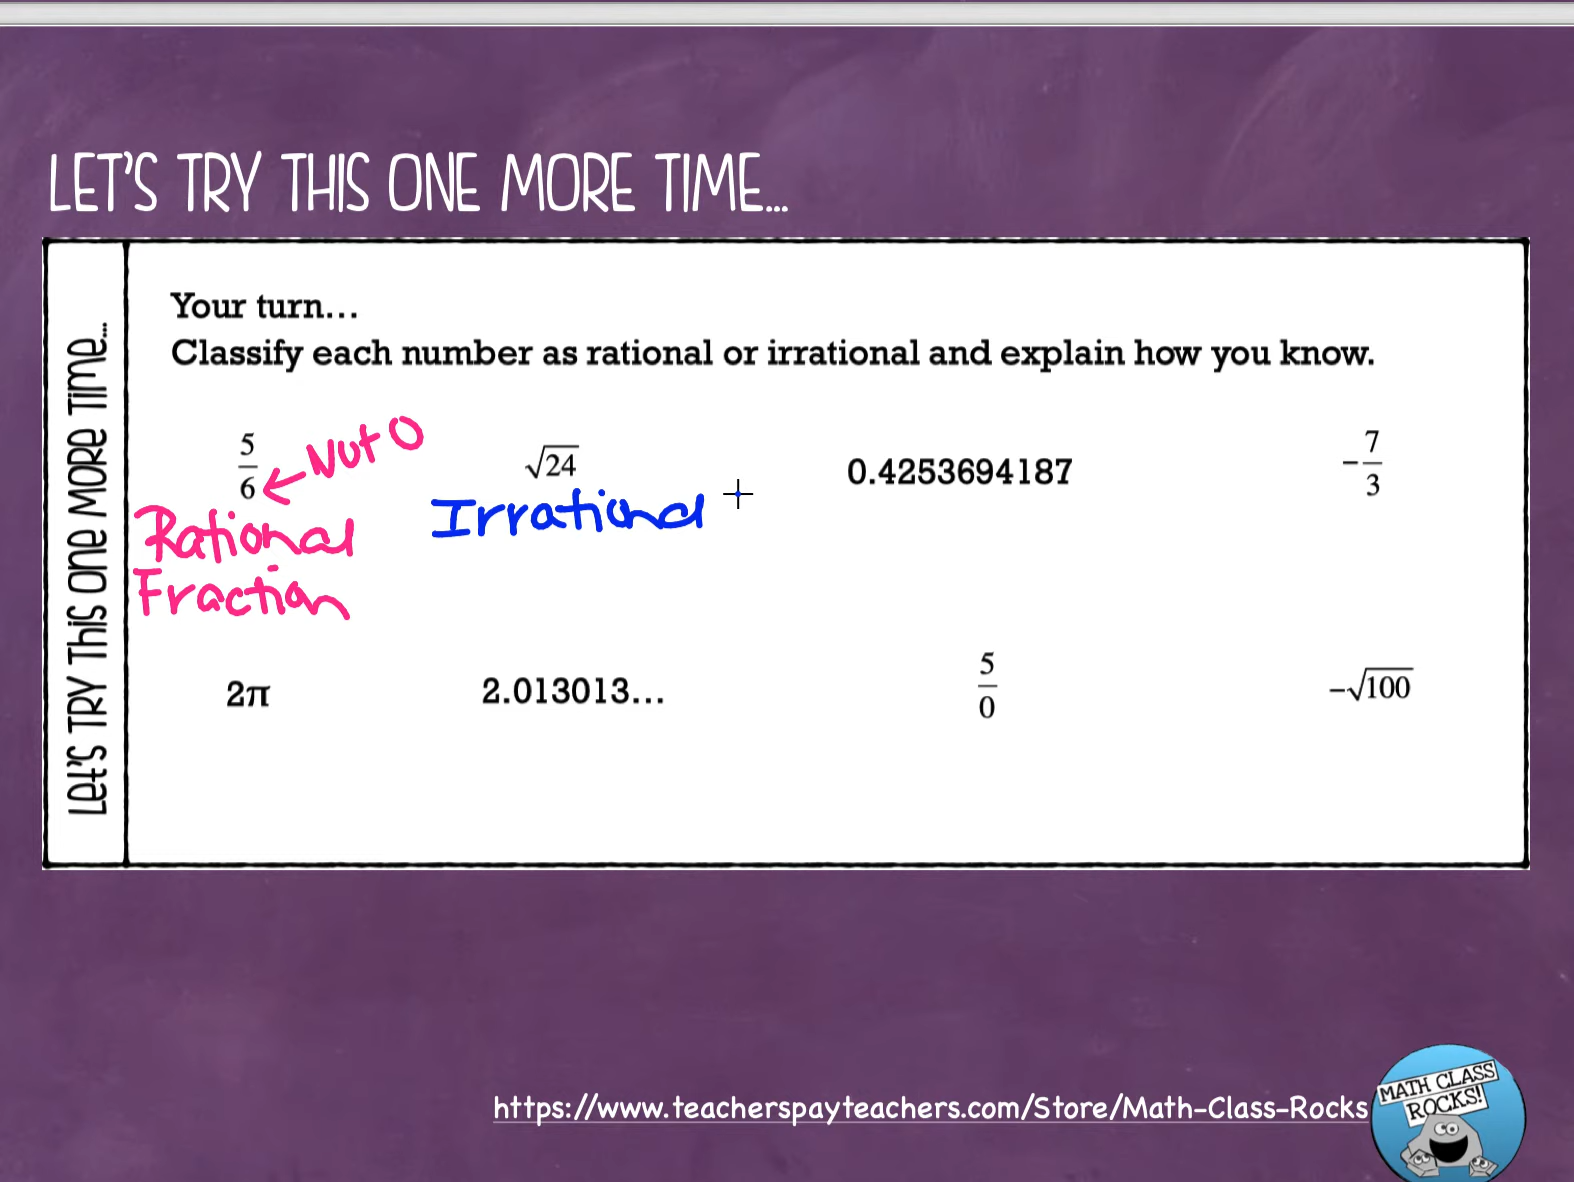 LET'S TRY THIS ONE MORE TIME...
Let's TRY THiS ONE MORE TiMe...
Your turn...
Classify each number as rational or irrational and explain how you know.
5/6 ← Not 0
Rational
Fraction
√24
Irrational
0.4253694187
-7/3
2π
2.013013...
5/0
-√100
https://www.teacherspayteachers.com/Store/Math-Class-Rocks
MATH CLASS
ROCKS!